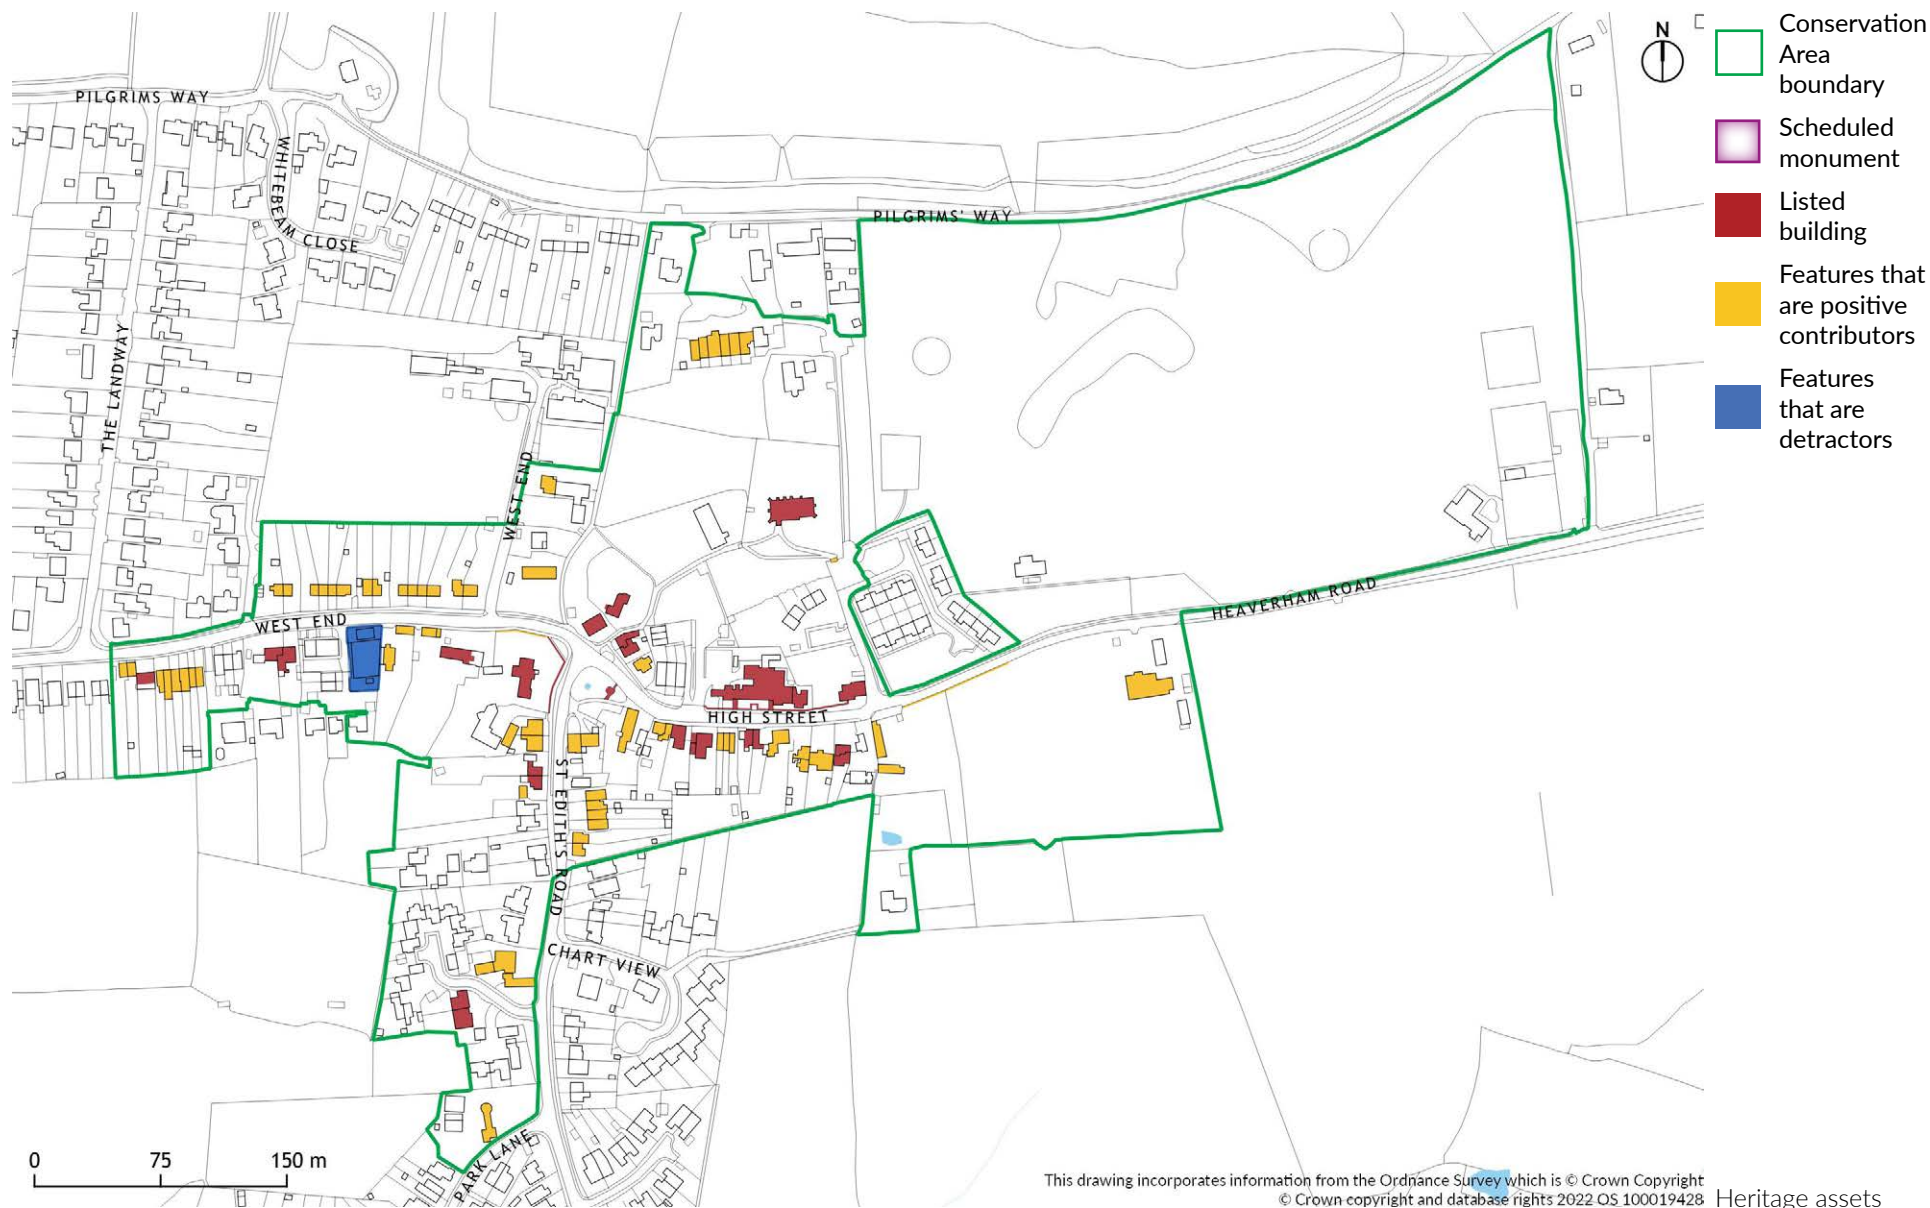 Conservation
Area
boundary
Scheduled
monument
Listed
building
Features that
are positive
contributors
Features
that are
detractors
N
PILGRIMS WAY
WHITEBEAM CLOSE
PILGRIMS' WAY
THE LANDWAY
WEST END
WEST END
HEAVERHAM ROAD
HIGH STREET
ST EDITH'S ROAD
CHART VIEW
PARK LANE
0 75 150 m
This drawing incorporates information from the Ordnance Survey which is © Crown Copyright
© Crown copyright and database rights 2022 OS 100019428
Heritage assets